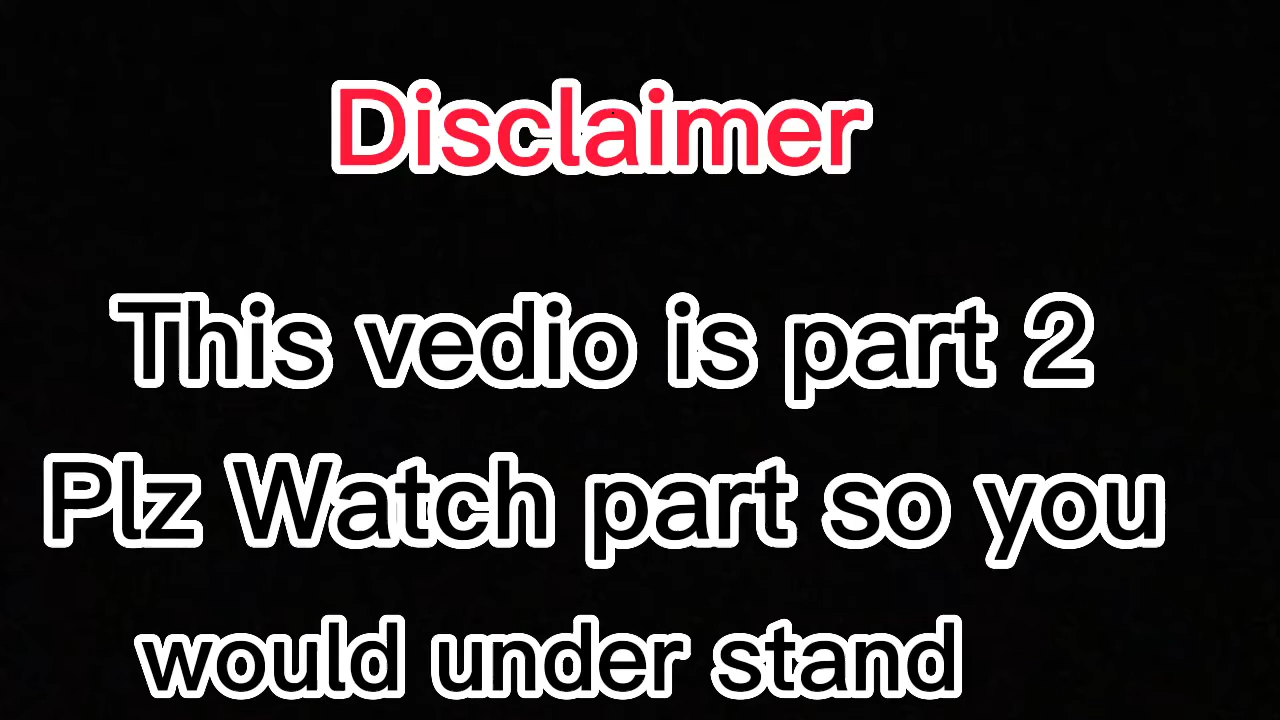 Disclaimer
This vedio is part 2
Plz Watch part so you
would under stand